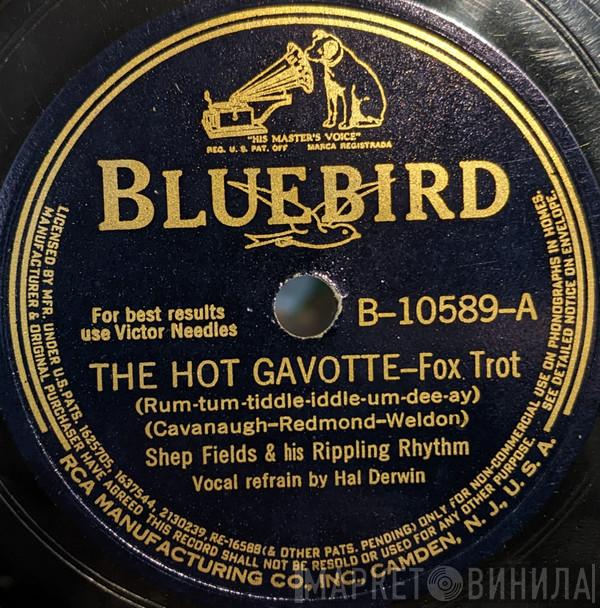 "HIS MASTER'S VOICE"
REG. U. S. PAT. OFF MARCA REGISTRADA
BLUEBIRD
For best results
use Victor Needles
B-10589-A
THE HOT GAVOTTE-Fox Trot
(Rum-tum-tiddle-iddle-um-dee-ay)
(Cavanaugh-Redmond-Weldon)
Shep Fields & his Rippling Rhythm
Vocal refrain by Hal Derwin
LICENSED BY MFR. UNDER U.S. PATS. 1625705, 1637544, 2130239, RE-16588 (& OTHER PATS. PENDING) ONLY FOR NON-COMMERCIAL USE ON PHONOGRAPHS IN HOMES.
MANUFACTURER & ORIGINAL PURCHASER HAVE AGREED THIS RECORD SHALL NOT BE RESOLD OR USED FOR ANY OTHER PURPOSE. SEE DETAILED NOTICE ON ENVELOPE.
RCA MANUFACTURING CO., INC., CAMDEN, N. J., U. S. A.
МАРКЕТ ВИНИЛА